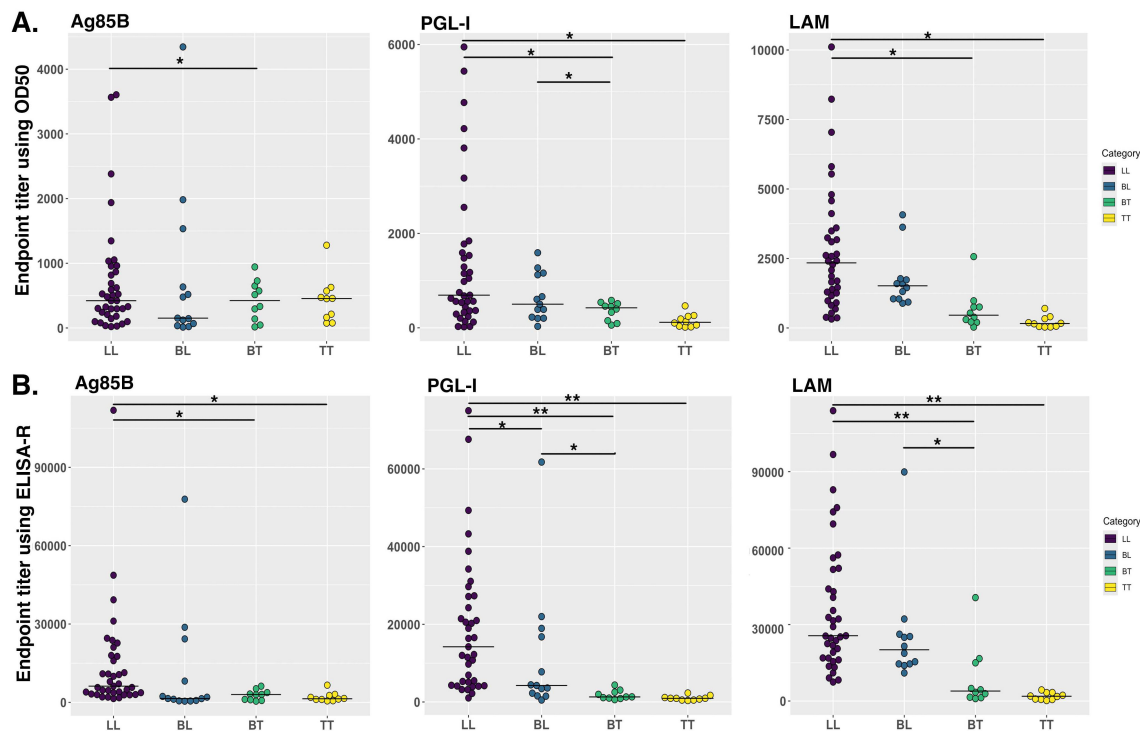 A.
Ag85B
PGL-I
LAM
Endpoint titer using OD50
4000
3000
2000
1000
0
*
LL BL BT TT
6000
4000
2000
0
*
*
*
LL BL BT TT
10000
7500
5000
2500
0
*
*
LL BL BT TT
Category
LL
BL
BT
TT
B.
Ag85B
PGL-I
LAM
Endpoint titer using ELISA-R
90000
60000
30000
0
*
*
LL BL BT TT
60000
40000
20000
0
**
**
*
*
LL BL BT TT
90000
60000
30000
0
**
**
*
LL BL BT TT
Category
LL
BL
BT
TT